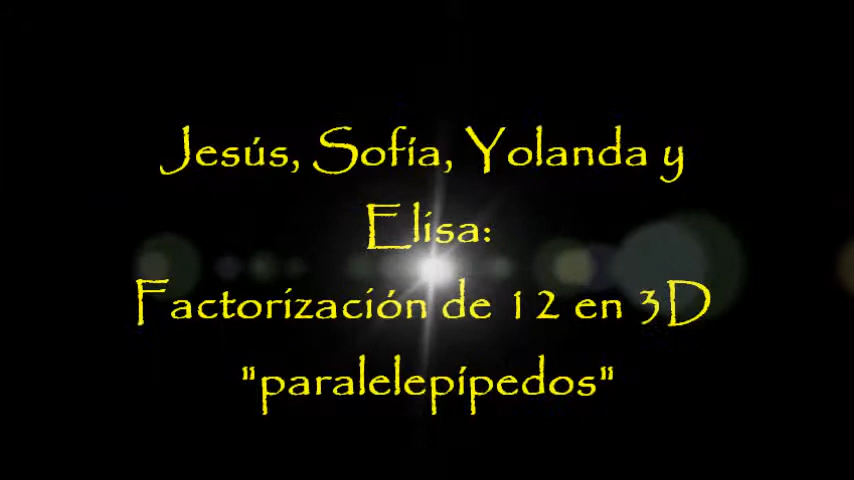 Jesús, Sofía, Yolanda y
Elisa:
Factorización de 12 en 3D
"paralelepípedos"